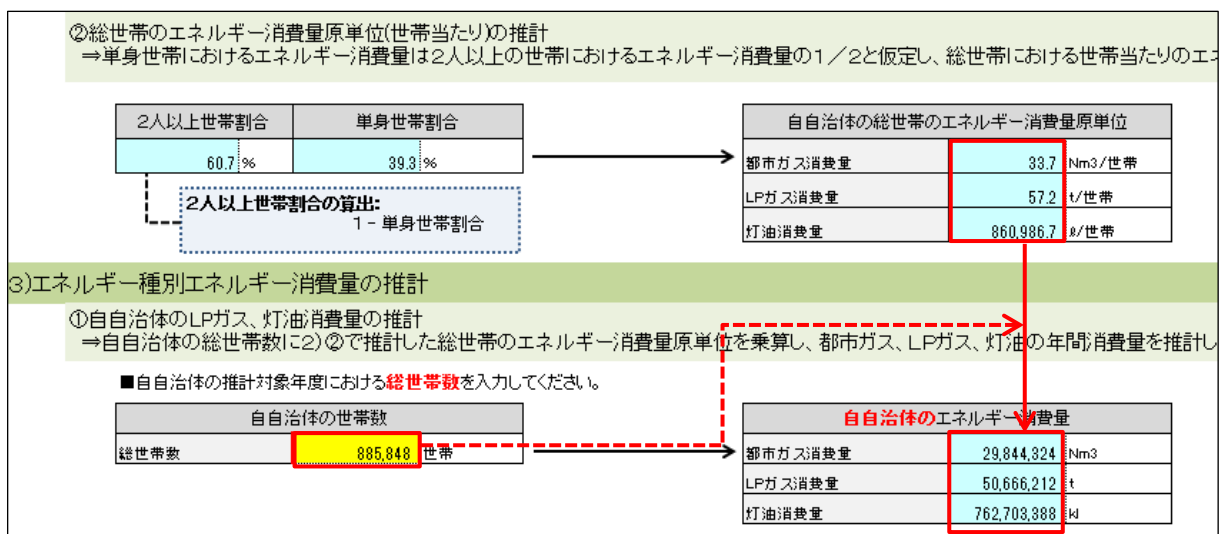 ②総世帯のエネルギー消費量原単位(世帯当たり)の推計
⇒単身世帯におけるエネルギー消費量は2人以上の世帯におけるエネルギー消費量の1/2と仮定し、総世帯における世帯当たりのエネ
2人以上世帯割合 単身世帯割合
60.7 % 39.3 %
2人以上世帯割合の算出:
1 - 単身世帯割合
自自治体の総世帯のエネルギー消費量原単位
都市ガス消費量 33.7 Nm3/世帯
LPガス消費量 57.2 t/世帯
灯油消費量 860,986.7 ℓ/世帯
3)エネルギー種別エネルギー消費量の推計
①自自治体のLPガス、灯油消費量の推計
⇒自自治体の総世帯数に2)②で推計した総世帯のエネルギー消費量原単位を乗算し、都市ガス、LPガス、灯油の年間消費量を推計し
■自自治体の推計対象年度における総世帯数を入力してください。
自自治体の世帯数
総世帯数 885,848 世帯
自自治体のエネルギー消費量
都市ガス消費量 29,844,324 Nm3
LPガス消費量 50,666,212 t
灯油消費量 762,703,388 kl